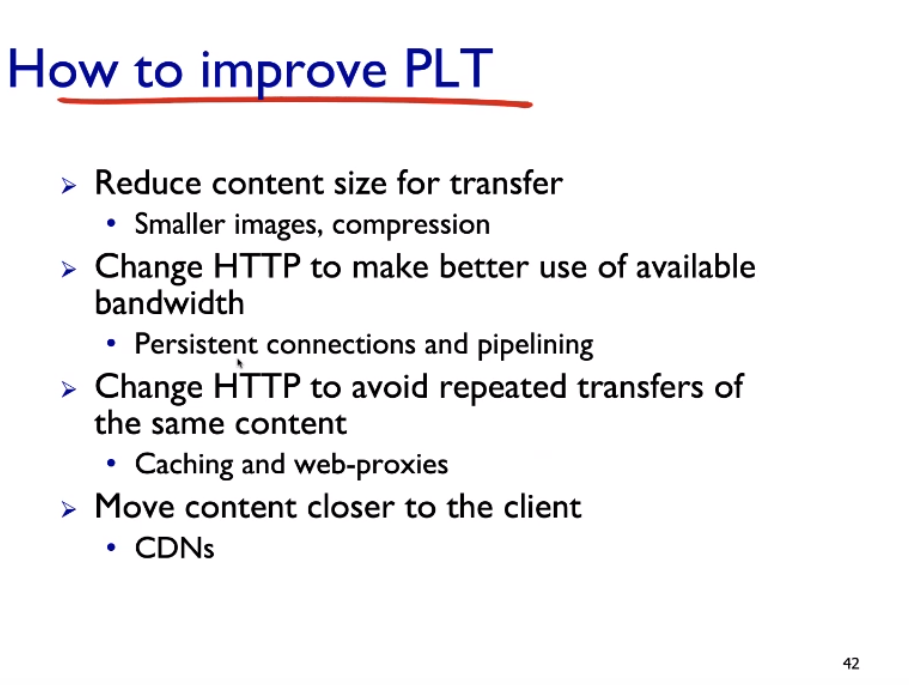 How to improve PLT
➢ Reduce content size for transfer
• Smaller images, compression
➢ Change HTTP to make better use of available
bandwidth
• Persistent connections and pipelining
➢ Change HTTP to avoid repeated transfers of
the same content
• Caching and web-proxies
➢ Move content closer to the client
• CDNs
42